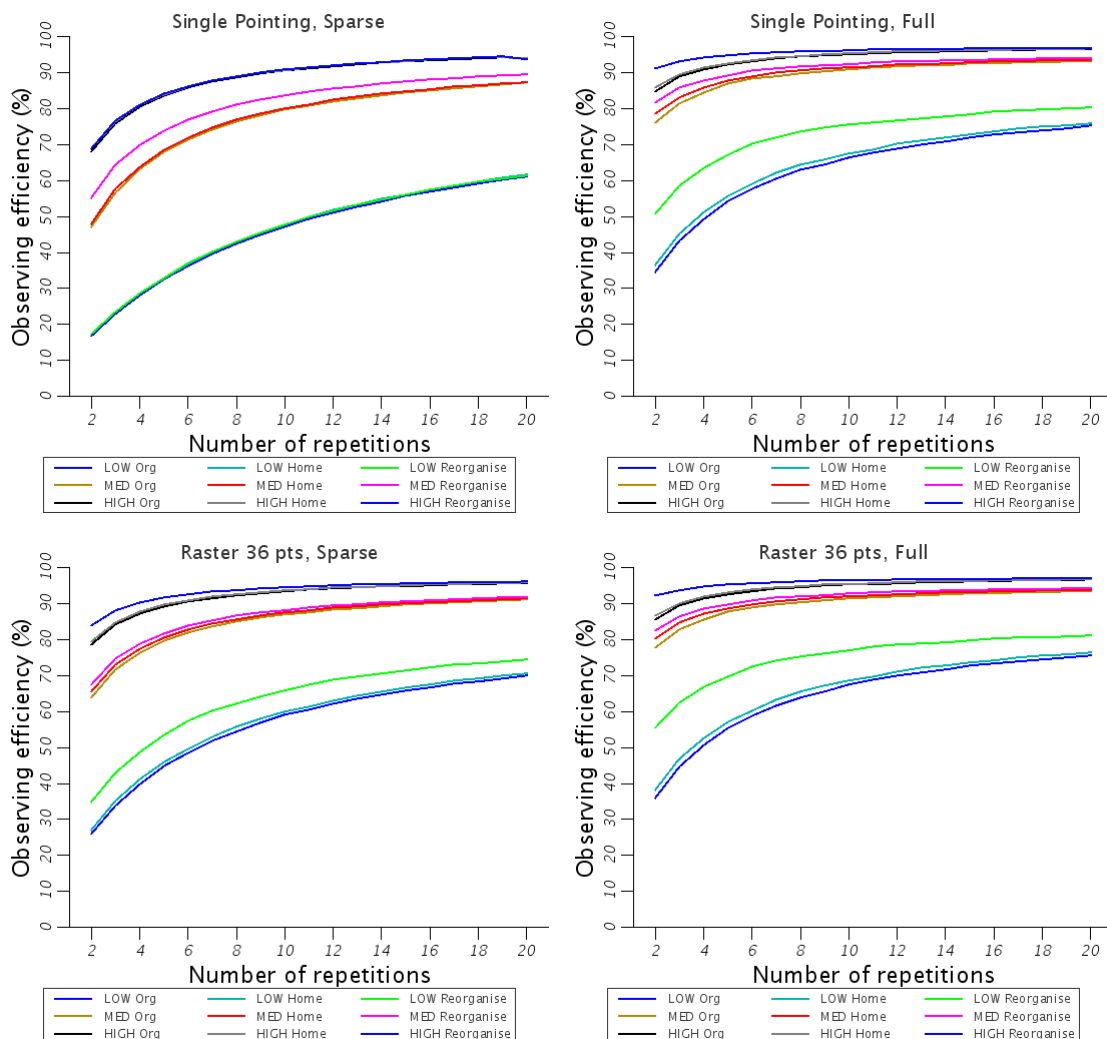 Single Pointing, Sparse
Observing efficiency (%)
0 10 20 30 40 50 60 70 80 90 100
2 4 6 8 10 12 14 16 18 20
Number of repetitions
LOW Org LOW Home LOW Reorganise
MED Org MED Home MED Reorganise
HIGH Org HIGH Home HIGH Reorganise
Single Pointing, Full
Observing efficiency (%)
0 10 20 30 40 50 60 70 80 90 100
2 4 6 8 10 12 14 16 18 20
Number of repetitions
LOW Org LOW Home LOW Reorganise
MED Org MED Home MED Reorganise
HIGH Org HIGH Home HIGH Reorganise
Raster 36 pts, Sparse
Observing efficiency (%)
0 10 20 30 40 50 60 70 80 90 100
2 4 6 8 10 12 14 16 18 20
Number of repetitions
LOW Org LOW Home LOW Reorganise
MED Org MED Home MED Reorganise
HIGH Org HIGH Home HIGH Reorganise
Raster 36 pts, Full
Observing efficiency (%)
0 10 20 30 40 50 60 70 80 90 100
2 4 6 8 10 12 14 16 18 20
Number of repetitions
LOW Org LOW Home LOW Reorganise
MED Org MED Home MED Reorganise
HIGH Org HIGH Home HIGH Reorganise